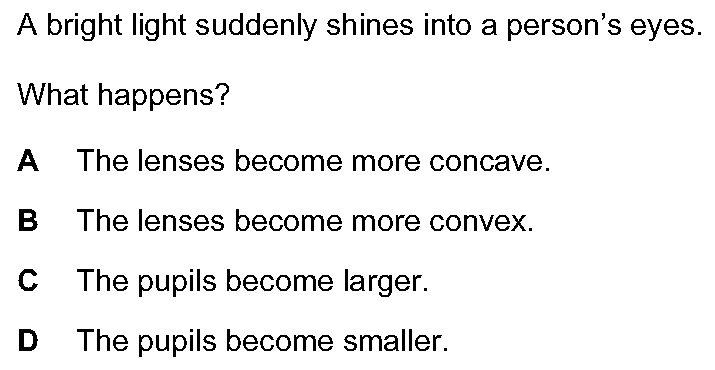 A bright light suddenly shines into a person’s eyes.
What happens?
A The lenses become more concave.
B The lenses become more convex.
C The pupils become larger.
D The pupils become smaller.